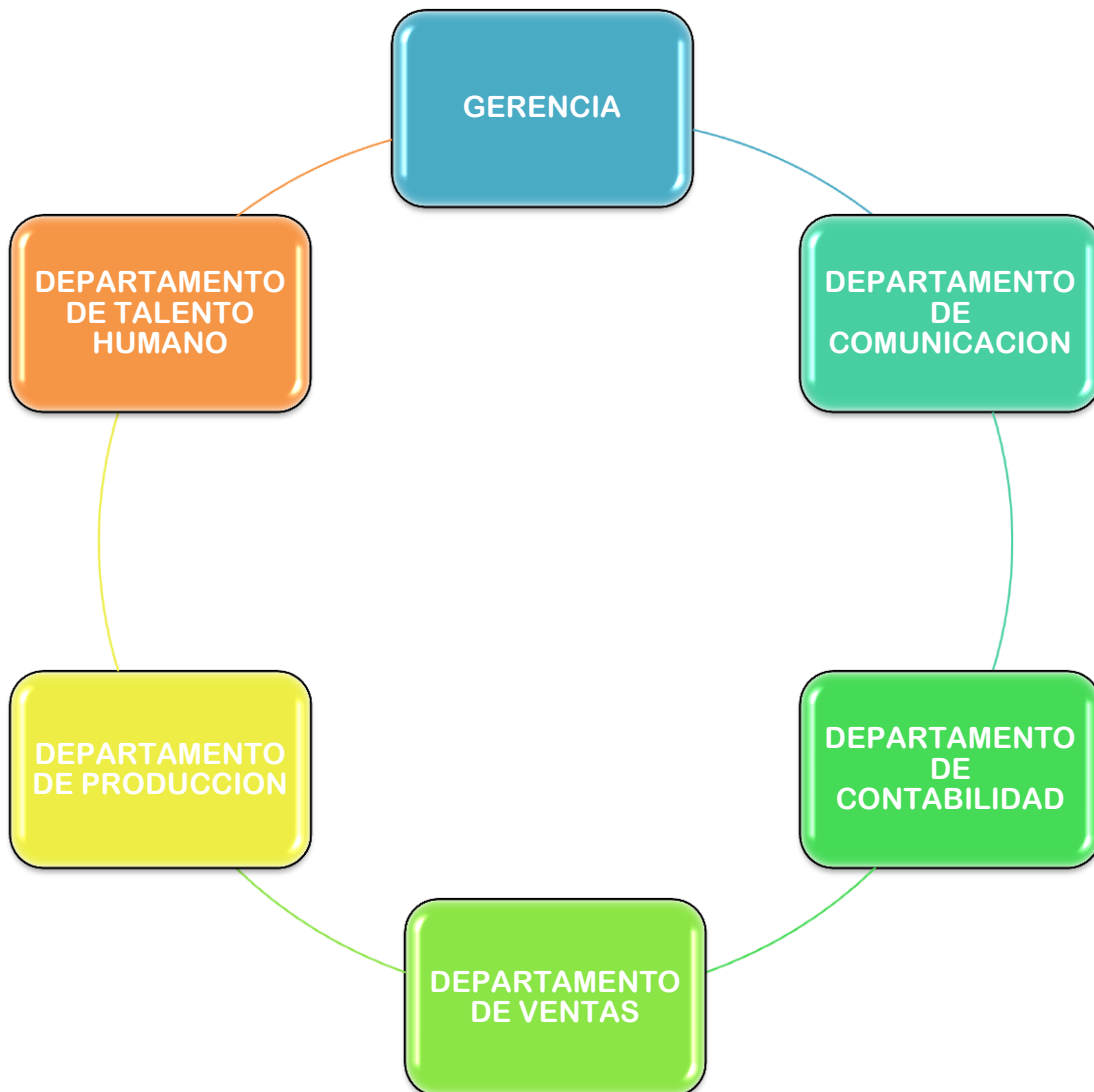 GERENCIA
DEPARTAMENTO
DE
COMUNICACION
DEPARTAMENTO
DE
CONTABILIDAD
DEPARTAMENTO
DE VENTAS
DEPARTAMENTO
DE PRODUCCION
DEPARTAMENTO
DE TALENTO
HUMANO